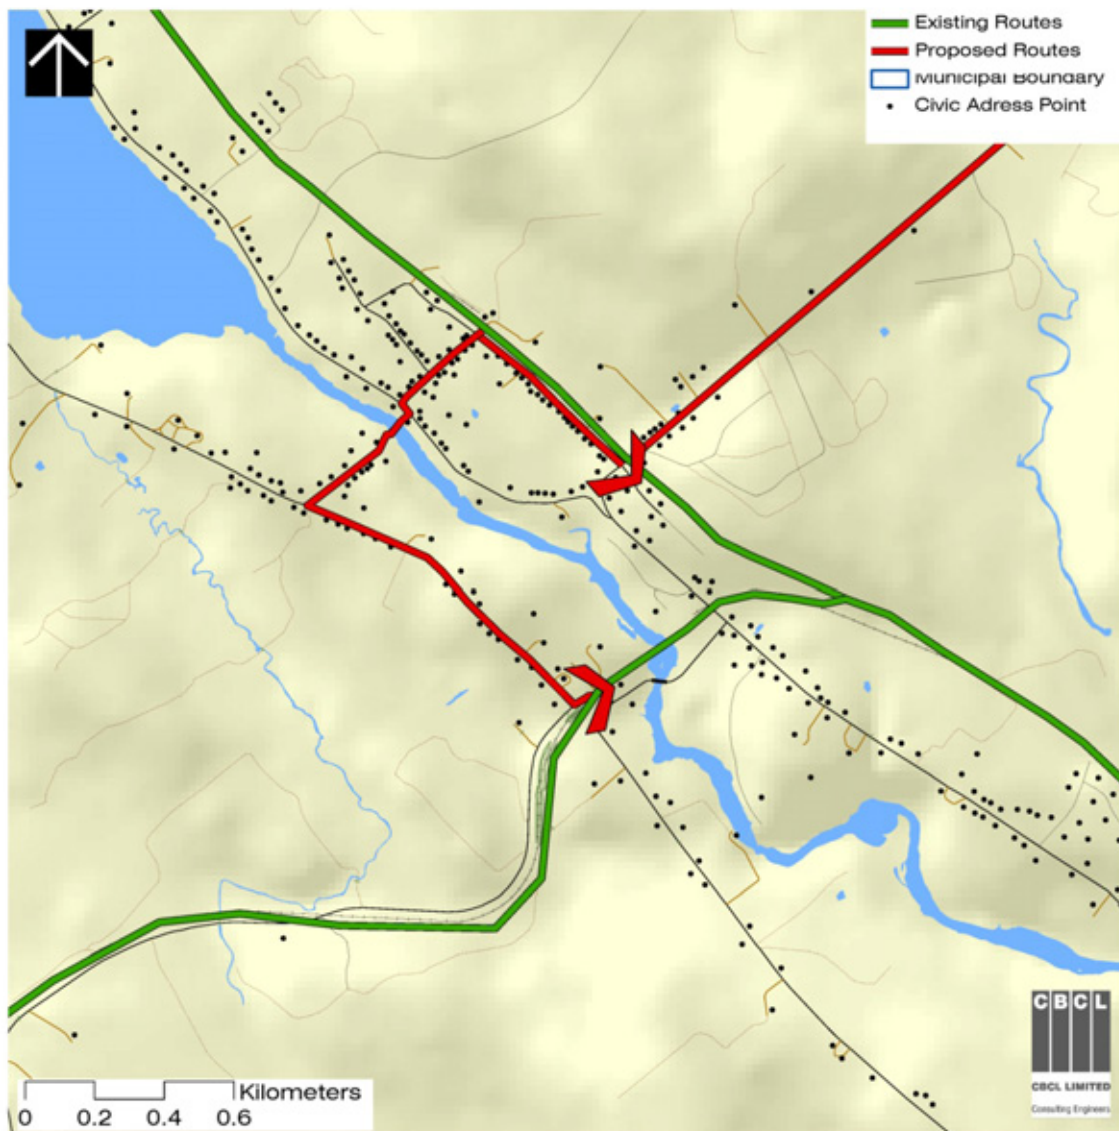 Existing Routes
Proposed Routes
Municipal Boundary
Civic Adress Point
CBCL
CBCL LIMITED
Consulting Engineers
Kilometers
0 0.2 0.4 0.6